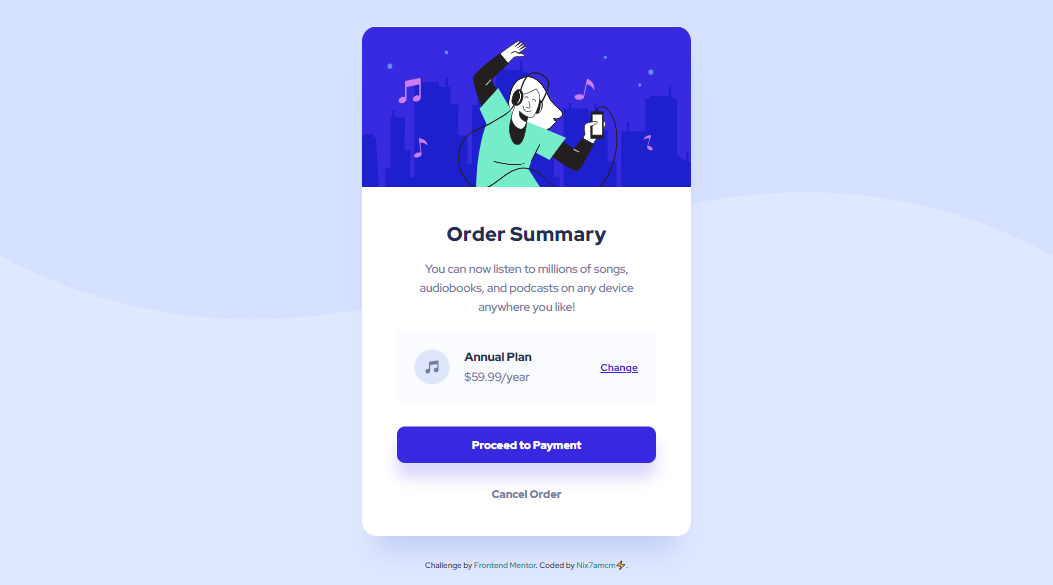 Order Summary
You can now listen to millions of songs,
audiobooks, and podcasts on any device
anywhere you like!
Annual Plan
$59.99/year
Change
Proceed to Payment
Cancel Order
Challenge by Frontend Mentor. Coded by Nix7amcm⚡.